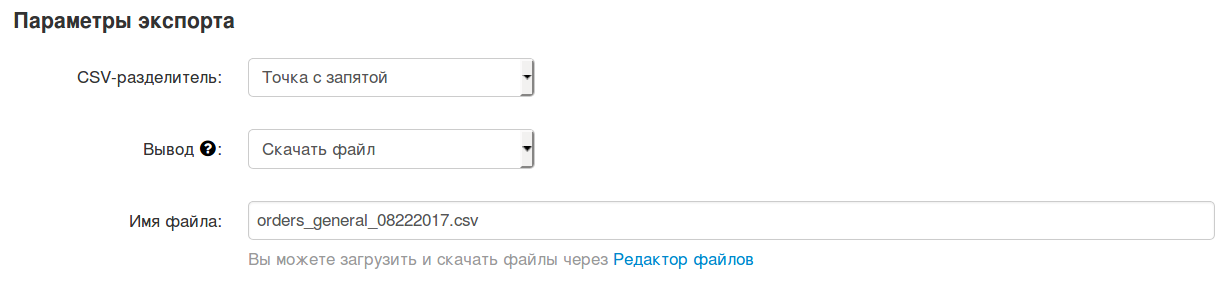 Параметры экспорта
CSV-разделитель: Точка с запятой
Вывод ?: Скачать файл
Имя файла: orders_general_08222017.csv
Вы можете загрузить и скачать файлы через Редактор файлов